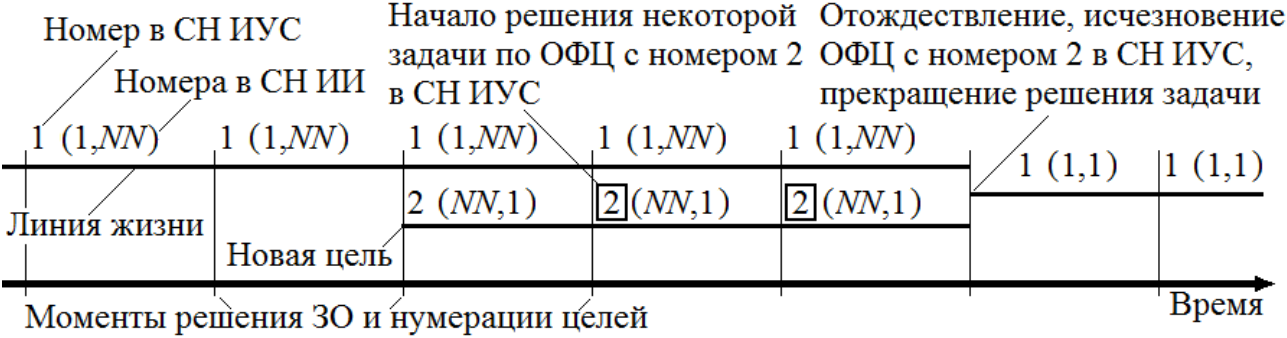 Номер в СН ИУС
Номера в СН ИИ
Начало решения некоторой
задачи по ОФЦ с номером 2
в СН ИУС
Отождествление, исчезновение
ОФЦ с номером 2 в СН ИУС,
прекращение решения задачи
1 (1,NN) 1 (1,NN) 1 (1,NN) 1 (1,NN) 1 (1,NN)
1 (1,1) 1 (1,1)
2 (NN,1) 2 (NN,1) 2 (NN,1)
Линия жизни
Новая цель
Время
Моменты решения ЗО и нумерации целей